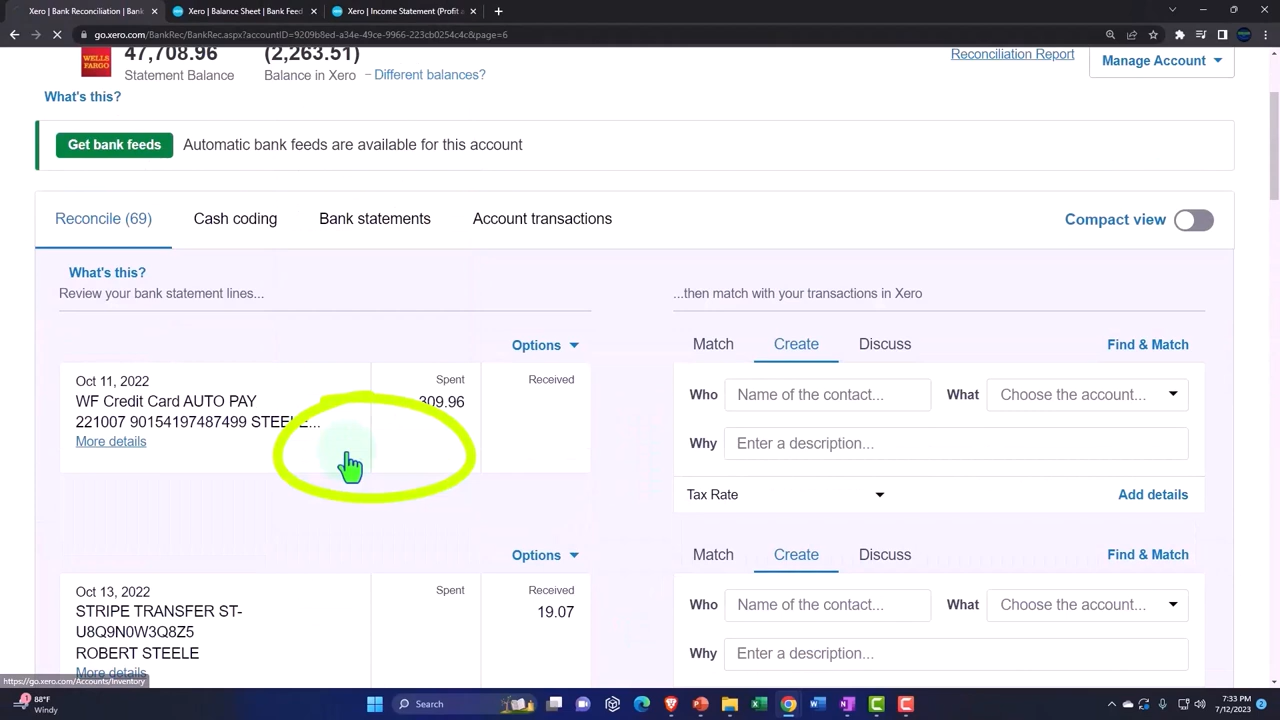 Xero | Reconciliation | Bank
Xero | Balance Sheet | Bank Feed
Xero | Income Statement (Profit a
go.xero.com/BankRec/BankRec.aspx?accountID=9209b8ed-a34e-49ce-9966-223cb0254c4c&page=6
WELLS FARGO
47,708.96
(2,263.51)
Statement Balance
Balance in Xero
Different balances?
Reconciliation Report
Manage Account
What's this?
Get bank feeds
Automatic bank feeds are available for this account
Reconcile (69)
Cash coding
Bank statements
Account transactions
Compact view
What's this?
Review your bank statement lines...
...then match with your transactions in Xero
Options
Match
Create
Discuss
Find & Match
Oct 11, 2022
Spent
Received
WF Credit Card AUTO PAY
309.96
221007 90154197487499 STEELE...
More details
Who
Name of the contact...
What
Choose the account...
Why
Enter a description...
Tax Rate
Add details
Options
Match
Create
Discuss
Find & Match
Oct 13, 2022
Spent
Received
STRIPE TRANSFER ST-
19.07
U8Q9N0W3Q8Z5
ROBERT STEELE
More details
Who
Name of the contact...
What
Choose the account...
Why
Enter a description...
https://go.xero.com/Accounts/Inventory
88°F
Windy
Search
7:33 PM
7/12/2023